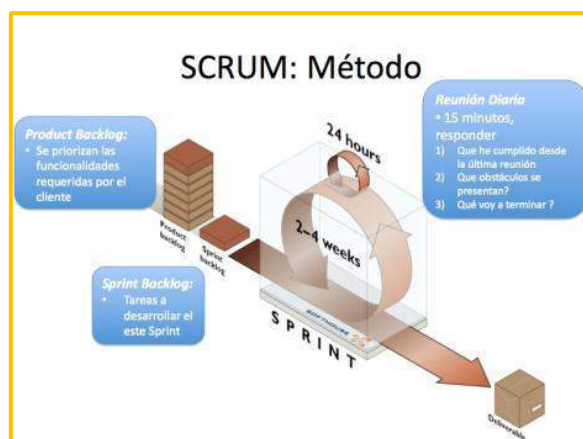 SCRUM: Método
Product Backlog:
• Se priorizan las
funcionalidades
requeridas por el
cliente
Reunión Diaria
• 15 minutos,
responder
1) Que he cumplido desde
la última reunión
2) Que obstáculos se
presentan?
3) Qué voy a terminar ?
24 hours
2–4 weeks
Product
backlog
Sprint
backlog
Sprint Backlog:
• Tareas a
desarrollar el
este Sprint
SOFTHOUSE
SPRINT
Deliverable